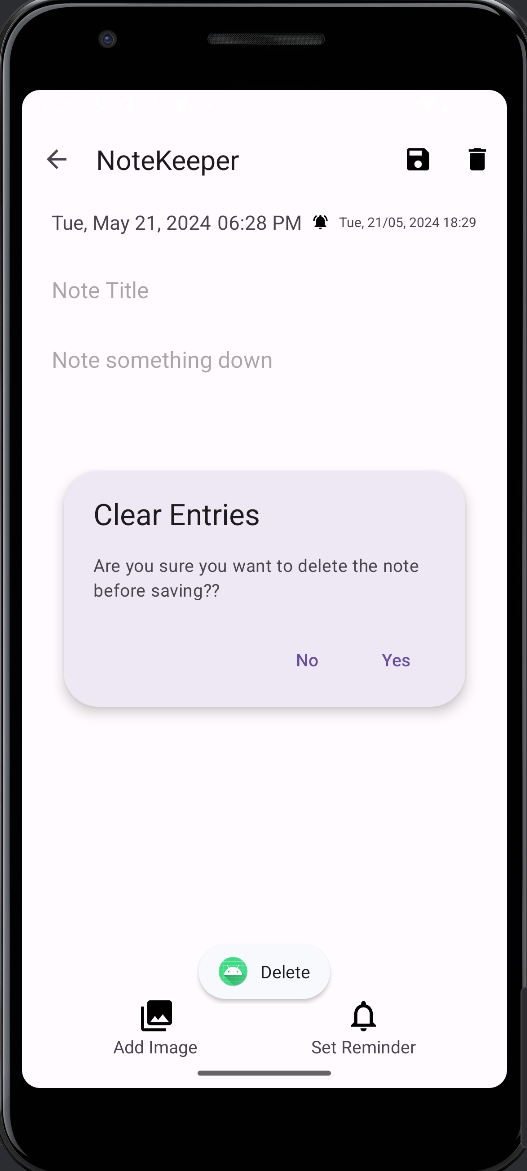 NoteKeeper
Tue, May 21, 2024 06:28 PM Tue, 21/05, 2024 18:29
Note Title
Note something down
Clear Entries
Are you sure you want to delete the note
before saving??
No Yes
Delete
Add Image Set Reminder